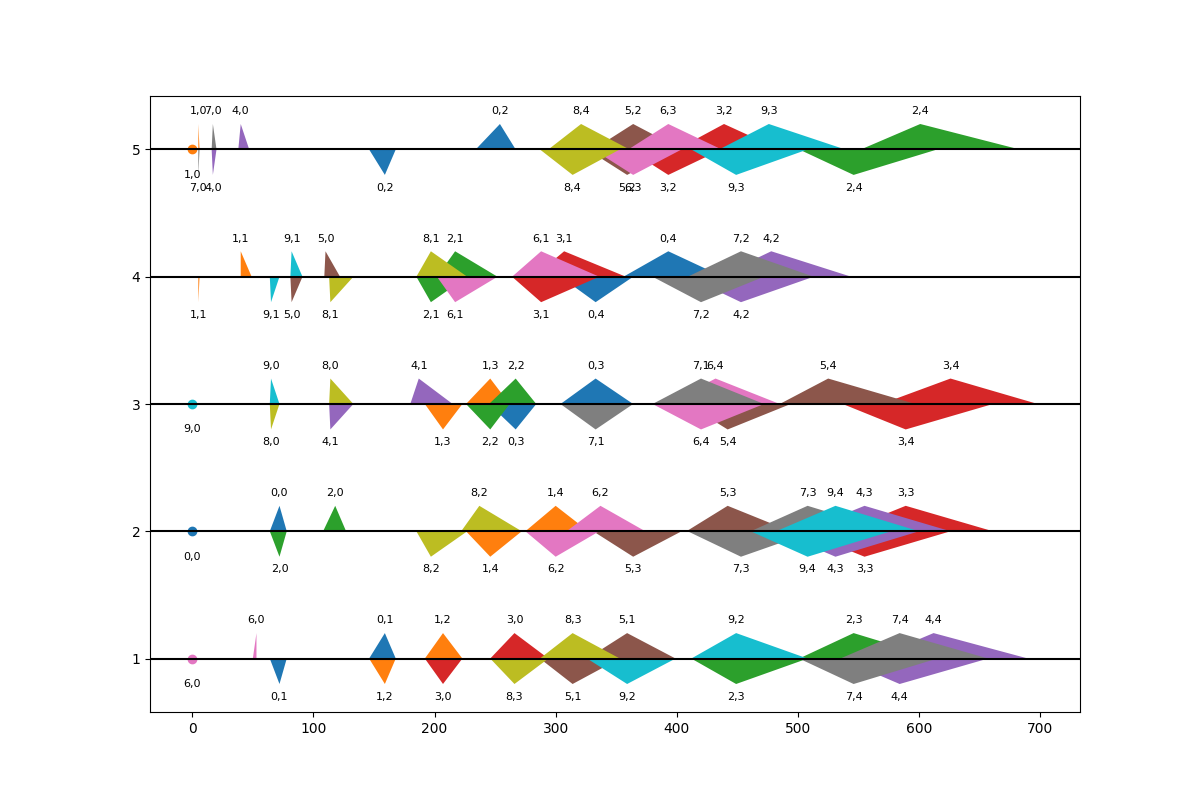 1,0 7,0 4,0 0,2 8,4 5,2 6,3 3,2 9,3 2,4
5
1,0
7,0 4,0 0,2 8,4 5,2 6,3 3,2 9,3 2,4
1,1 9,1 5,0 8,1 2,1 6,1 3,1 0,4 7,2 4,2
4
1,1 9,1 5,0 8,1 2,1 6,1 3,1 0,4 7,2 4,2
9,0 8,0 4,1 1,3 2,2 0,3 7,1 6,4 5,4 3,4
3
9,0
8,0 4,1 1,3 2,2 0,3 7,1 6,4 5,4 3,4
0,0 2,0 8,2 1,4 6,2 5,3 7,3 9,4 4,3 3,3
2
0,0
2,0 8,2 1,4 6,2 5,3 7,3 9,4 4,3 3,3
6,0 0,1 1,2 3,0 8,3 5,1 9,2 2,3 7,4 4,4
1
6,0
0,1 1,2 3,0 8,3 5,1 9,2 2,3 7,4 4,4
0 100 200 300 400 500 600 700